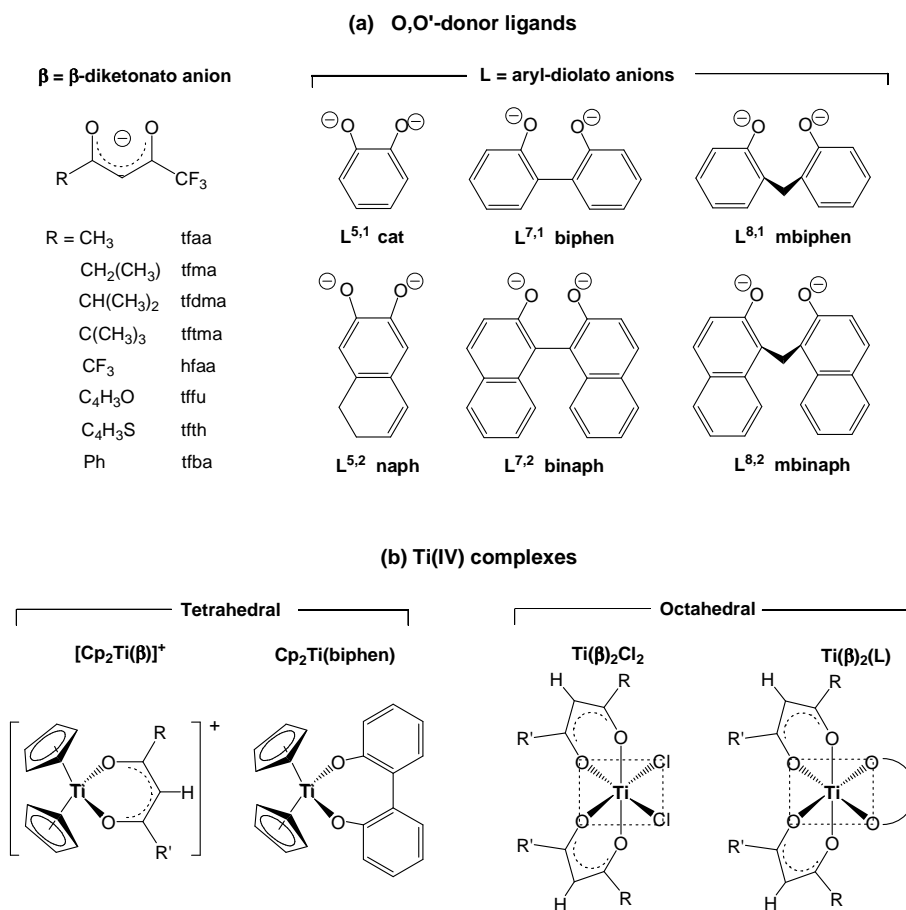 (a) O,O'-donor ligands
β = β-diketonato anion
L = aryl-diolato anions
O O
⊖
R CF₃
⊖ O O ⊖
⊖ O O ⊖
⊖ O O ⊖
L⁵,¹ cat
L⁷,¹ biphen
L⁸,¹ mbiphen
R = CH₃ tfaa
CH₂(CH₃) tfma
CH(CH₃)₂ tfdma
C(CH₃)₃ tftma
CF₃ hfaa
C₄H₃O tffu
C₄H₃S tfth
Ph tfba
⊖ O O ⊖
⊖ O O ⊖
⊖ O O ⊖
L⁵,² naph
L⁷,² binaph
L⁸,² mbinaph
(b) Ti(IV) complexes
Tetrahedral
Octahedral
[Cp₂Ti(β)]⁺
Cp₂Ti(biphen)
Ti(β)₂Cl₂
Ti(β)₂(L)
R
O
Ti H
O
R'
+
O
Ti
O
H R
R' O
O Cl
Ti
O Cl
R' O
H R
H R
R' O
O O
Ti
O O
R' O
H R